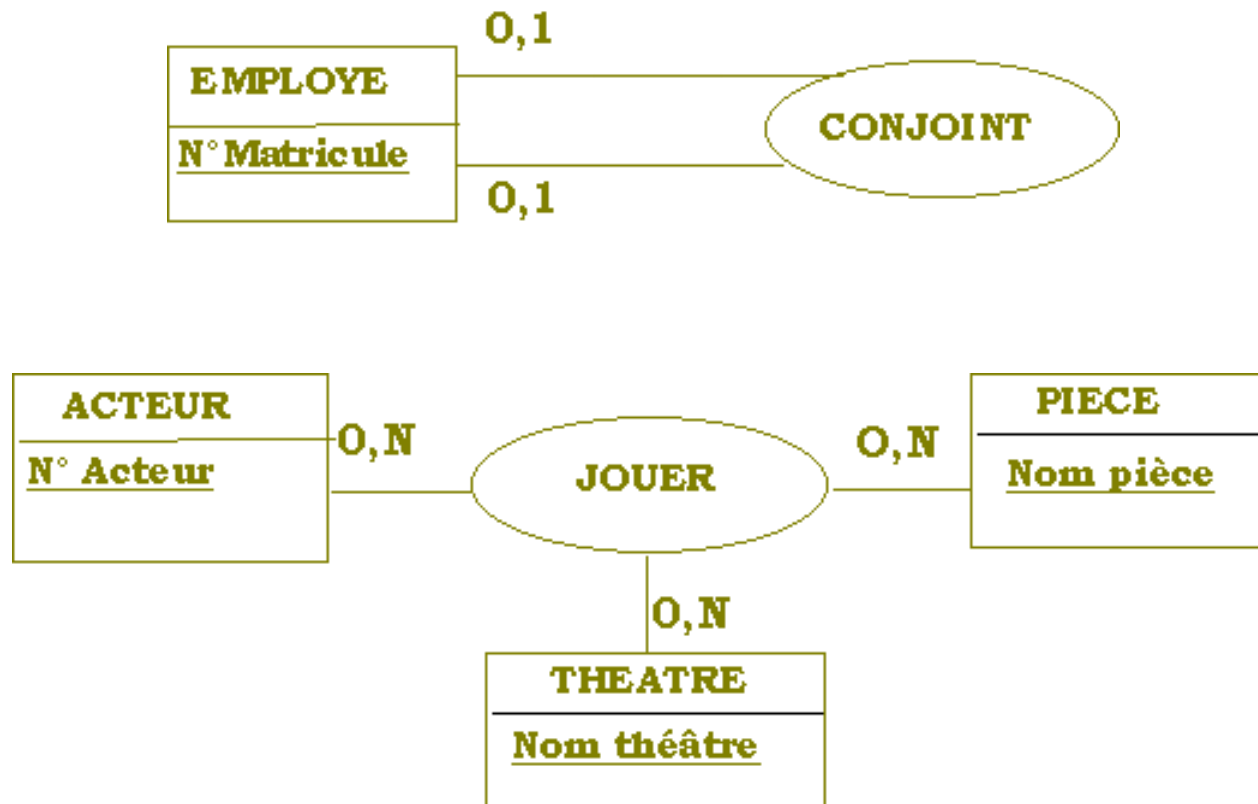 0,1
EMPLOYE
CONJOINT
N°Matricule
0,1
ACTEUR
PIECE
0,N
0,N
N° Acteur
JOUER
Nom pièce
0,N
THEATRE
Nom théâtre